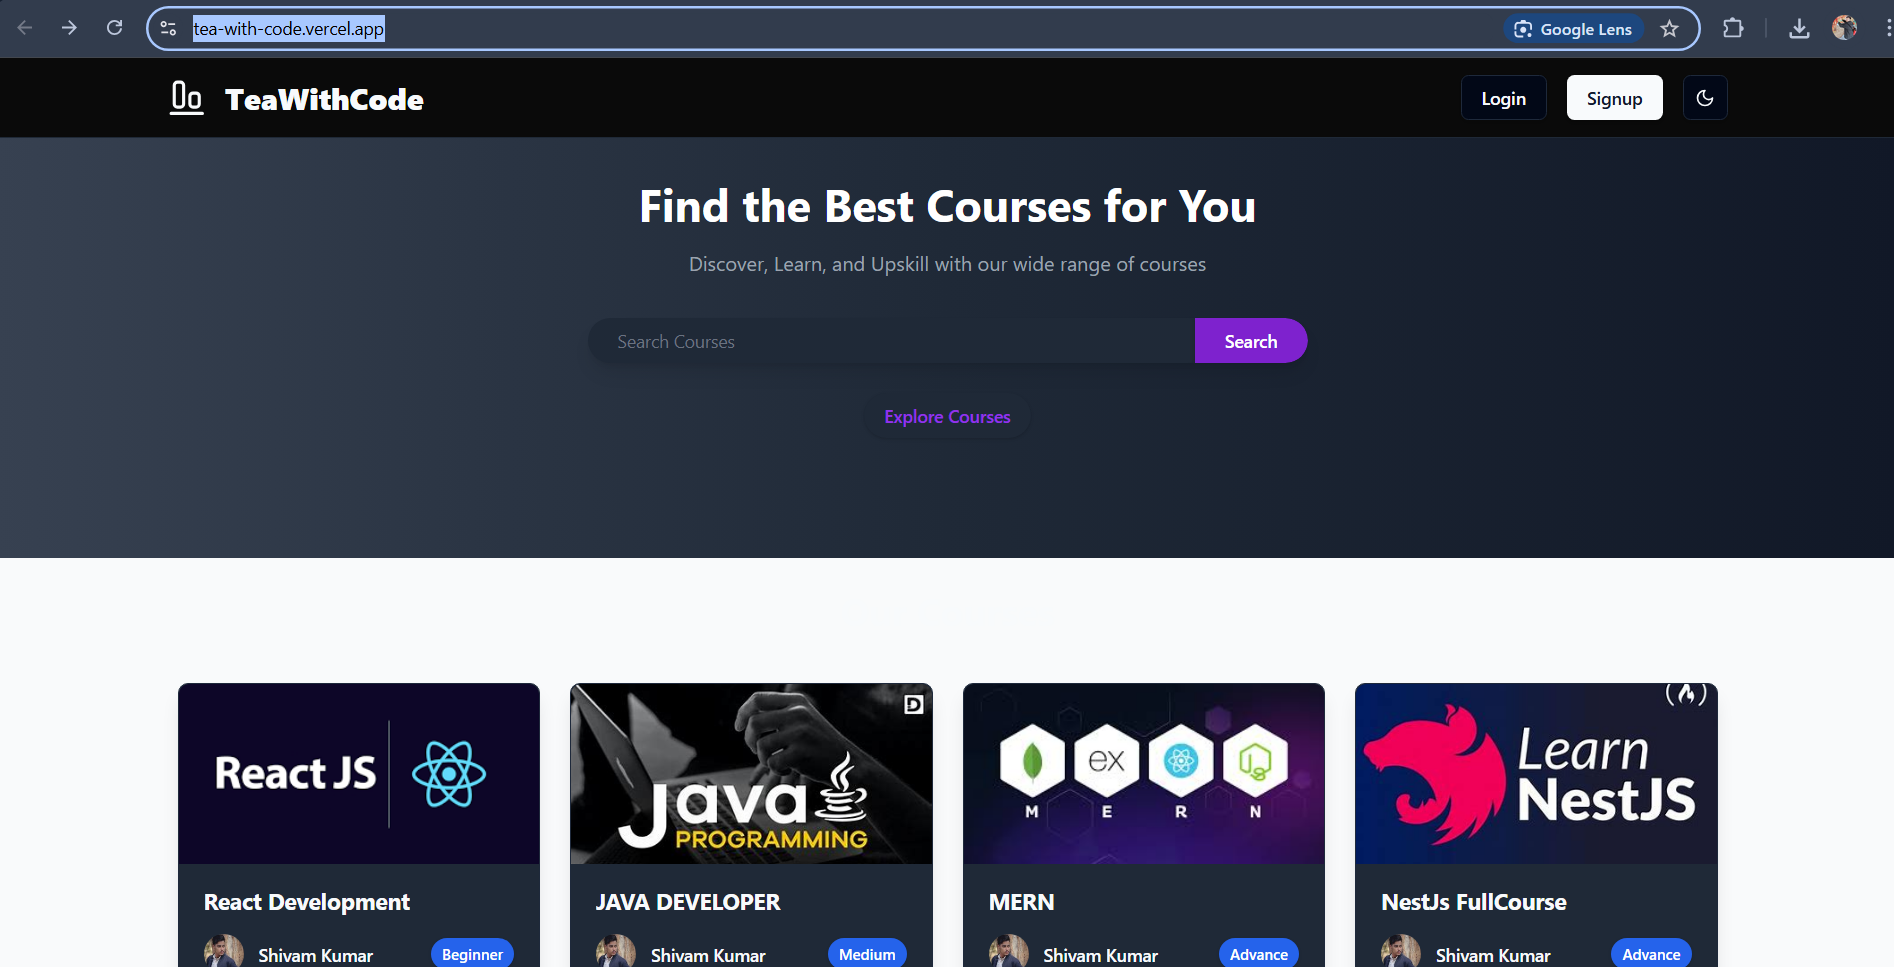 tea-with-code.vercel.app
Google Lens
TeaWithCode
Login
Signup
Find the Best Courses for You
Discover, Learn, and Upskill with our wide range of courses
Search Courses
Search
Explore Courses
React JS
Java
PROGRAMMING
D
ex
JS
M E R N
Learn
NestJS
React Development
JAVA DEVELOPER
MERN
NestJs FullCourse
Shivam Kumar
Beginner
Shivam Kumar
Medium
Shivam Kumar
Advance
Shivam Kumar
Advance